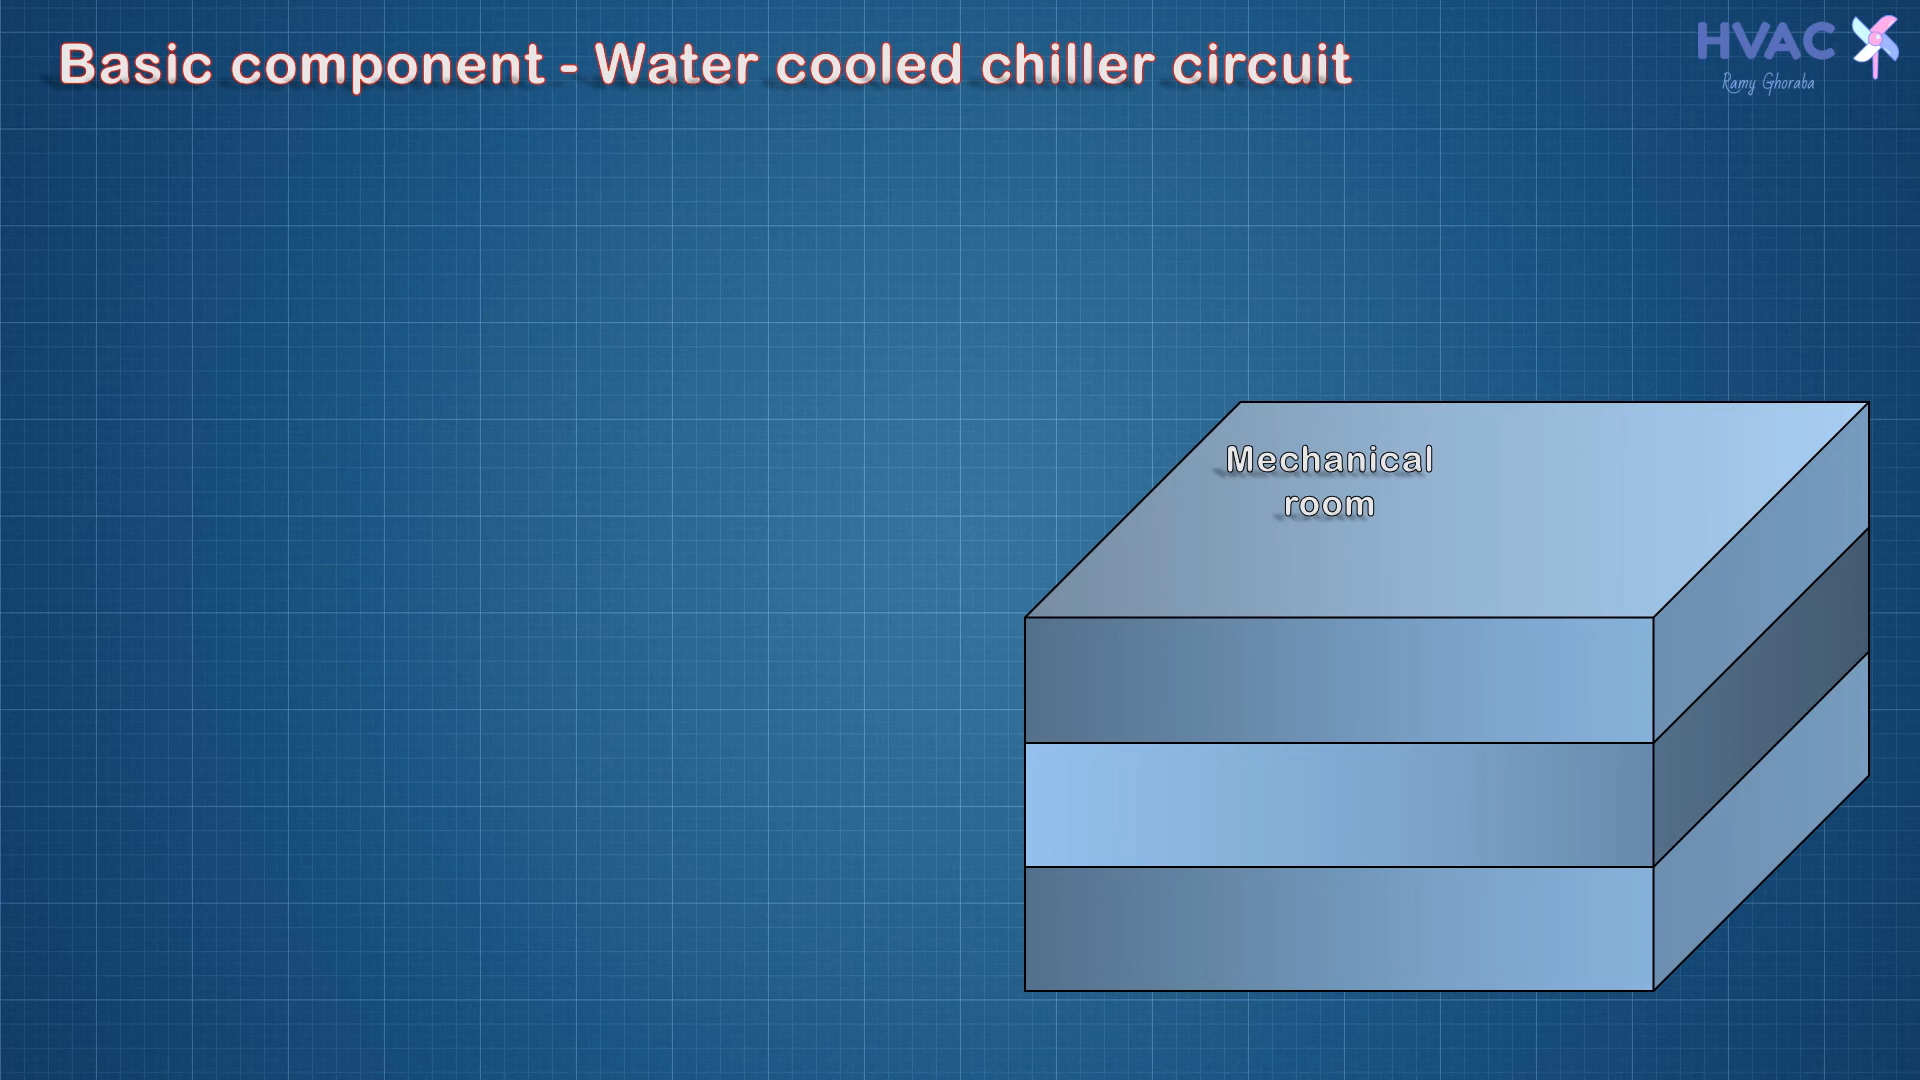 Basic component - Water cooled chiller circuit
HVAC
Ramy Ghoraba
Mechanical
room